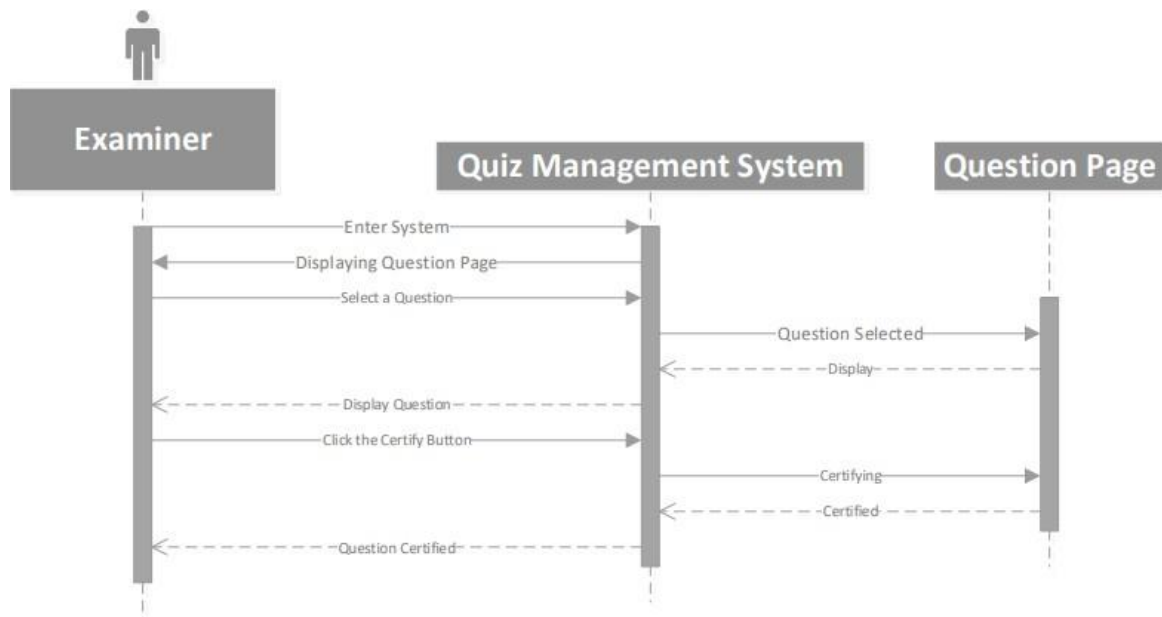 Examiner
Quiz Management System
Question Page
Enter System
Displaying Question Page
Select a Question
Question Selected
Display
Display Question
Click the Certify Button
Certifying
Certified
Question Certified